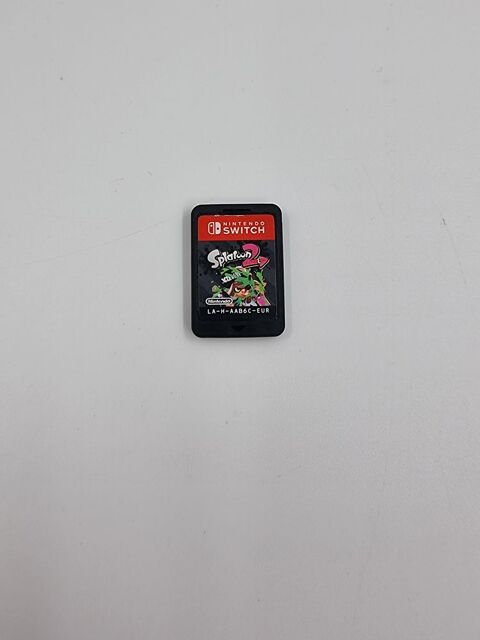 NINTENDO
SWITCH
Splatoon 2
Nintendo
LA-H-AAB6C-EUR